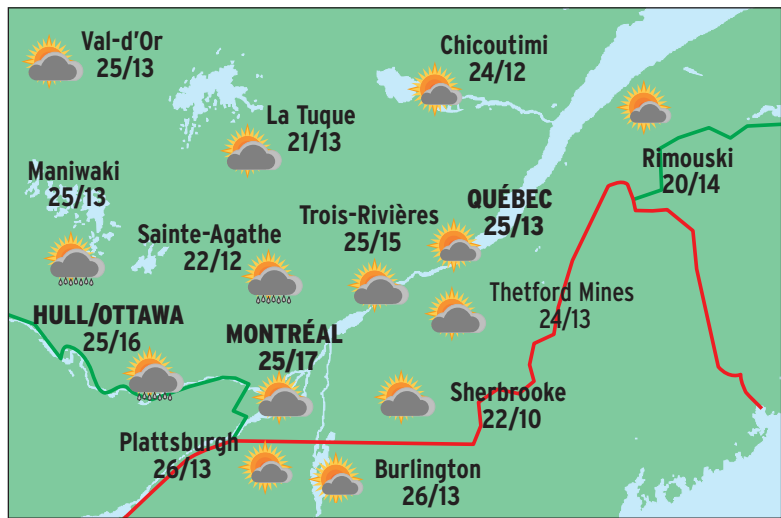 Val-d'Or
25/13
Chicoutimi
24/12
La Tuque
21/13
Rimouski
20/14
Maniwaki
25/13
QUÉBEC
25/13
Trois-Rivières
25/15
Sainte-Agathe
22/12
Thetford Mines
24/13
HULL/OTTAWA
25/16
MONTRÉAL
25/17
Sherbrooke
22/10
Plattsburgh
26/13
Burlington
26/13